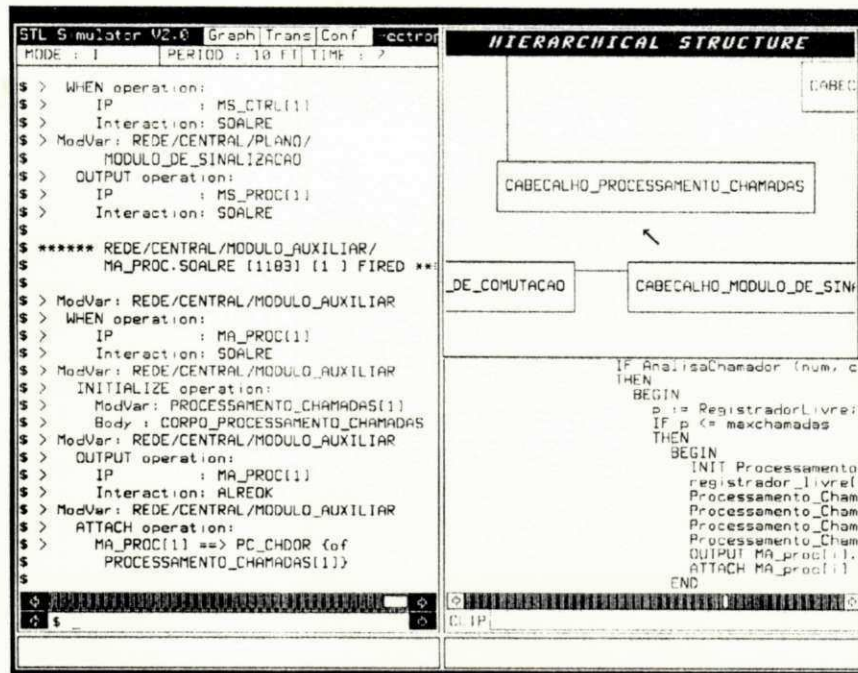 STL Simulator V2.0 Graph Trans Conf
MODE : I PERIOD : 10 FT TIME : ?
$ > WHEN operation:
$ > IP : MS_CTRL[1]
$ > Interaction: SOALRE
$ > ModVar: REDE/CENTRAL/PLANO/
$ MODULO_DE_SINALIZACAO
$ > OUTPUT operation:
$ > IP : MS_PROC[1]
$ > Interaction: SOALRE
$
$ ****** REDE/CENTRAL/MODULO_AUXILIAR/
$ MA_PROC.SOALRE [1183] [1 ] FIRED **
$
$ > ModVar: REDE/CENTRAL/MODULO_AUXILIAR
$ > WHEN operation:
$ > IP : MA_PROC[1]
$ > Interaction: SOALRE
$ > ModVar: REDE/CENTRAL/MODULO_AUXILIAR
$ > INITIALIZE operation:
$ > ModVar: PROCESSAMENTO_CHAMADAS[1]
$ > Body : CORPO_PROCESSAMENTO_CHAMADAS
$ > ModVar: REDE/CENTRAL/MODULO_AUXILIAR
$ > OUTPUT operation:
$ > IP : MA_PROC[1]
$ > Interaction: ALREOK
$ > ModVar: REDE/CENTRAL/MODULO_AUXILIAR
$ > ATTACH operation:
$ > MA_PROC[1] ==> PC_CHDOR {of
$ PROCESSAMENTO_CHAMADAS[1]}
$
$ _
HIERARCHICAL STRUCTURE
CABEC
CABECALHO_PROCESSAMENTO_CHAMADAS
_DE_COMUTACAO
CABECALHO_MODULO_DE_SINA
IF AnalisaChamador (num, c
THEN
BEGIN
p := RegistradorLivre;
IF p <= maxchamadas
THEN
BEGIN
INIT Processamento
registrador_livre[
Processamento_Cham
Processamento_Cham
Processamento_Cham
Processamento_Cham
OUTPUT MA_proc[i].
ATTACH MA_proc[i]
END
CLIP